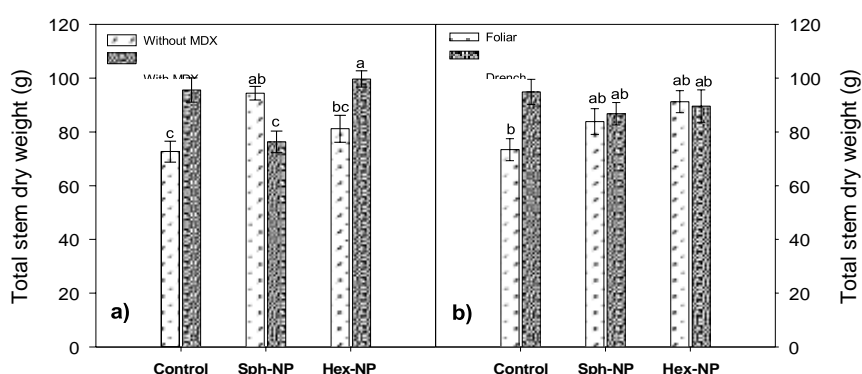 120
100
80
60
40
20
0
Total stem dry weight (g)
Without MDX
With MDX
c
ab
c
bc
a
a)
Control
Sph-NP
Hex-NP
Foliar
Drench
b
ab
ab
ab
ab
b)
Control
Sph-NP
Hex-NP
120
100
80
60
40
20
0
Total stem dry weight (g)